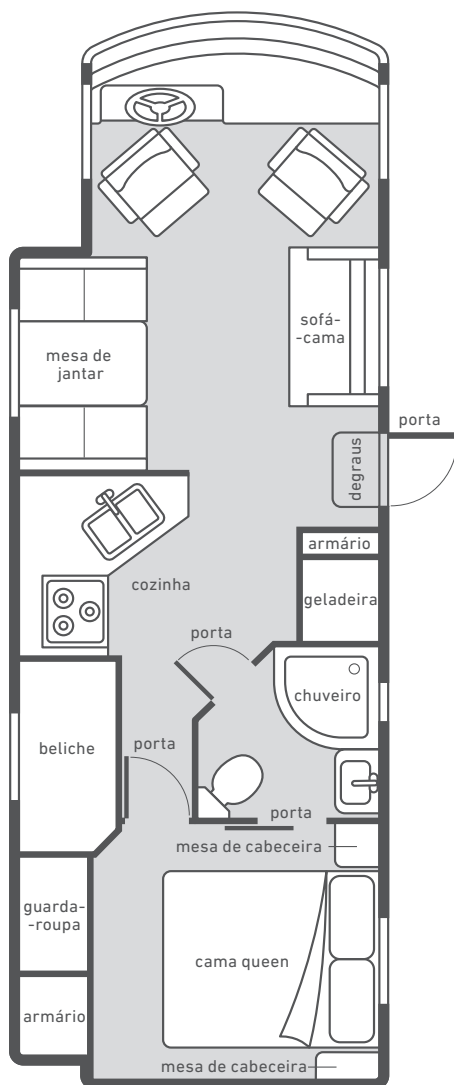 sofá-
-cama
mesa de
jantar
porta
degraus
armário
geladeira
cozinha
porta
chuveiro
beliche
porta
porta
mesa de cabeceira
guarda-
-roupa
cama queen
armário
mesa de cabeceira